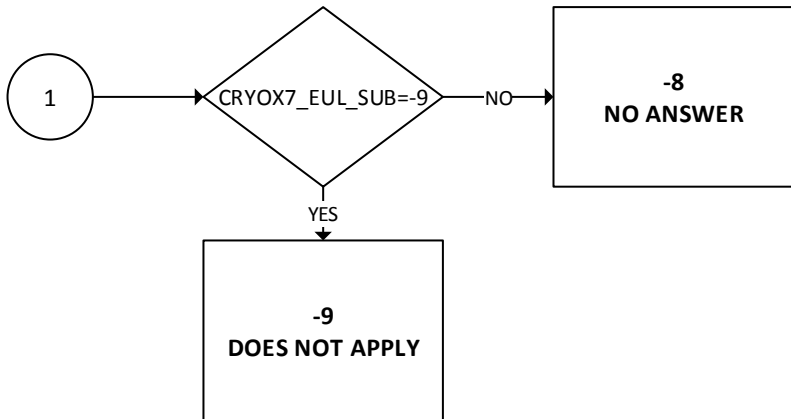 1
CRYOX7_EUL_SUB=-9
NO
-8
NO ANSWER
YES
-9
DOES NOT APPLY